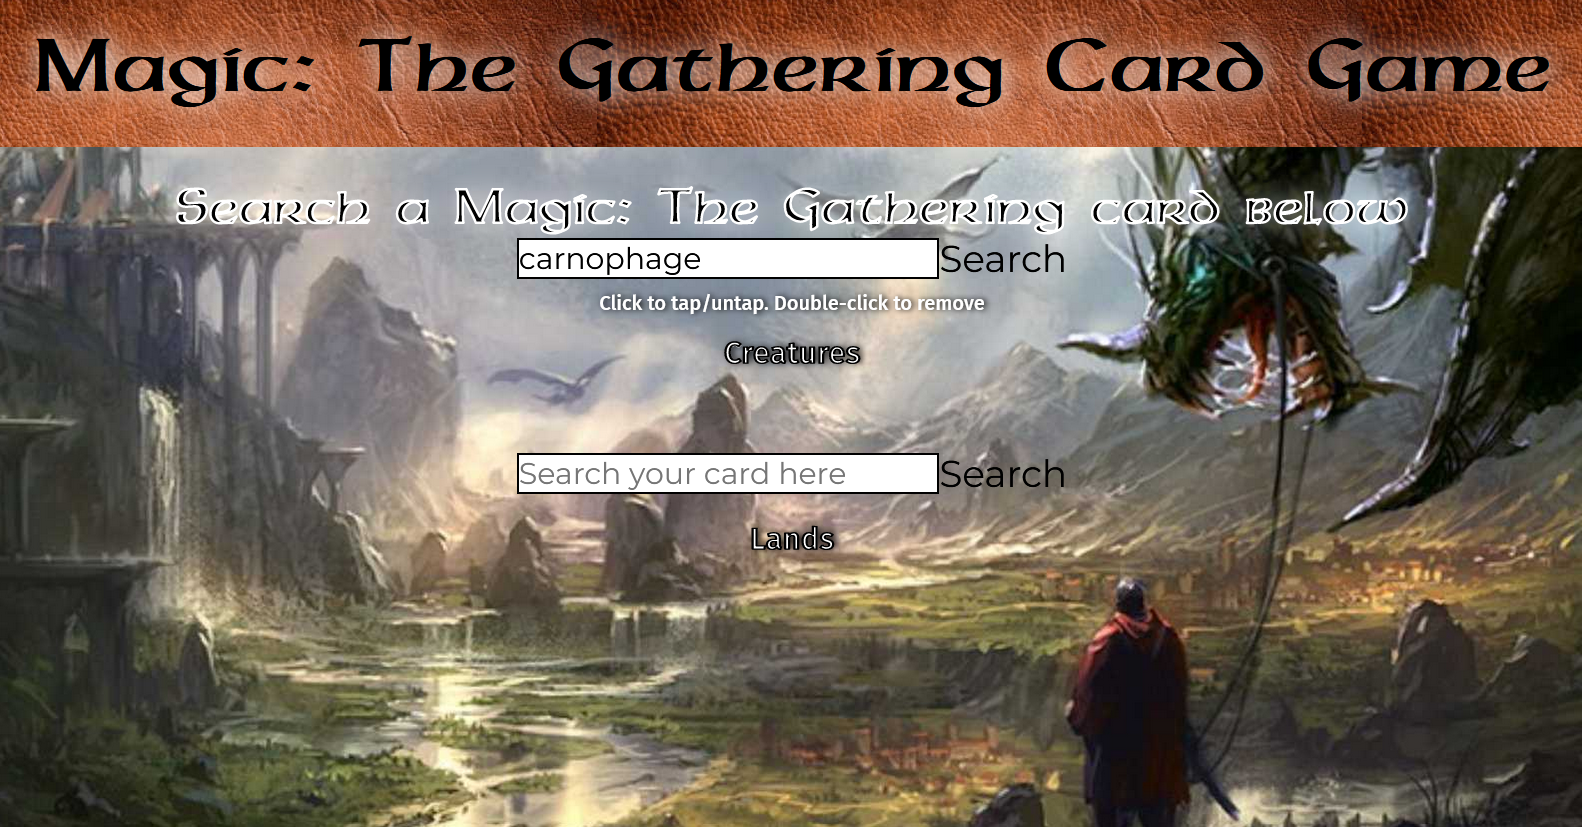 Magic: The Gathering Card Game
Search a Magic: The Gathering card below
carnophage Search
Click to tap/untap. Double-click to remove
Creatures
Search your card here Search
Lands